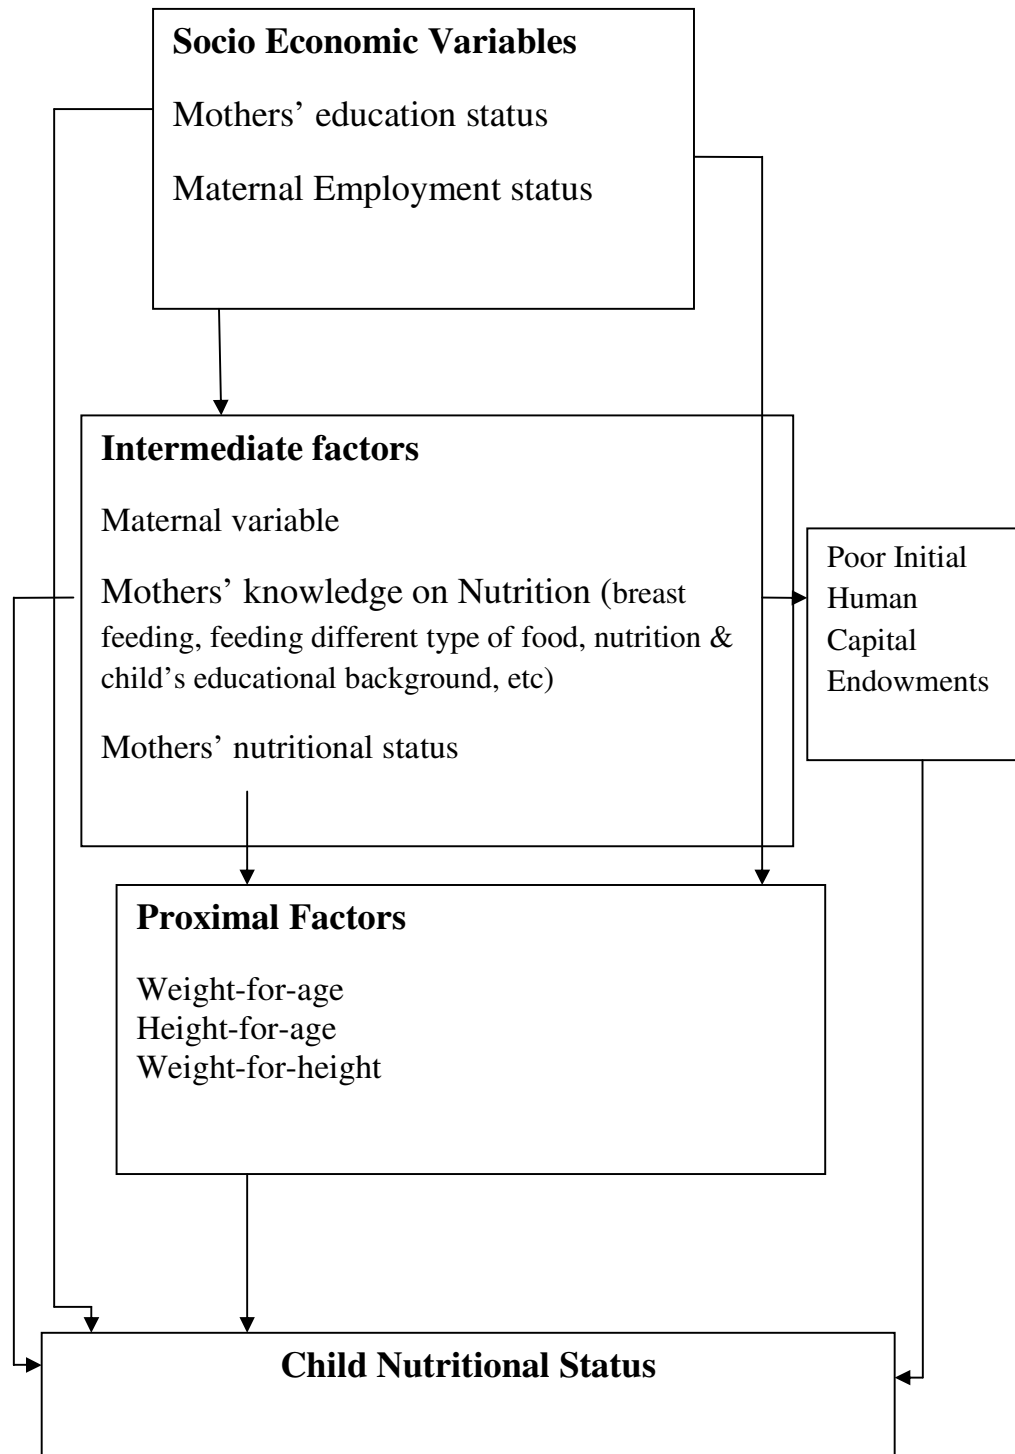 Socio Economic Variables
Mothers’ education status
Maternal Employment status
Intermediate factors
Maternal variable
Mothers’ knowledge on Nutrition (breast
feeding, feeding different type of food, nutrition &
child’s educational background, etc)
Mothers’ nutritional status
Poor Initial
Human
Capital
Endowments
Proximal Factors
Weight-for-age
Height-for-age
Weight-for-height
Child Nutritional Status